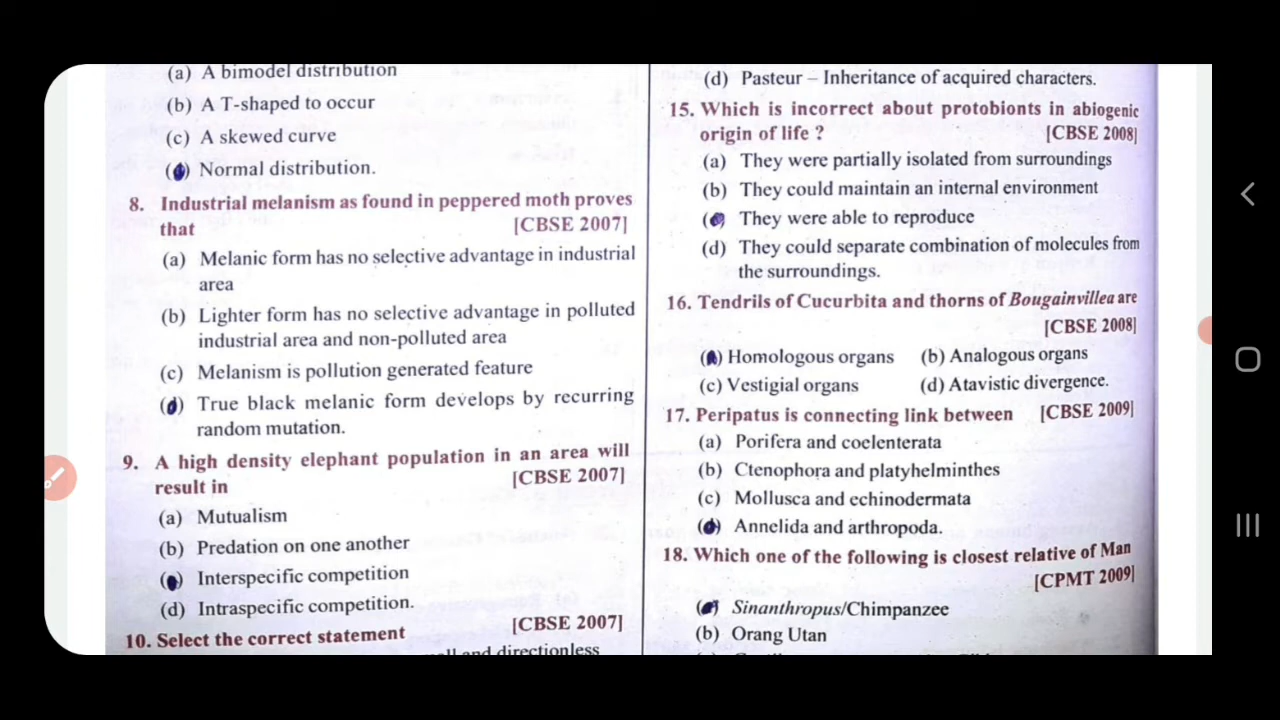 (a) A bimodel distribution
(b) A T-shaped to occur
(c) A skewed curve
(d) Normal distribution.
8. Industrial melanism as found in peppered moth proves
that [CBSE 2007]
(a) Melanic form has no selective advantage in industrial
area
(b) Lighter form has no selective advantage in polluted
industrial area and non-polluted area
(c) Melanism is pollution generated feature
(d) True black melanic form develops by recurring
random mutation.
9. A high density elephant population in an area will
result in [CBSE 2007]
(a) Mutualism
(b) Predation on one another
(c) Interspecific competition
(d) Intraspecific competition.
10. Select the correct statement [CBSE 2007]
and directionless
(d) Pasteur – Inheritance of acquired characters.
15. Which is incorrect about protobionts in abiogenic
origin of life ? [CBSE 2008]
(a) They were partially isolated from surroundings
(b) They could maintain an internal environment
(c) They were able to reproduce
(d) They could separate combination of molecules from
the surroundings.
16. Tendrils of Cucurbita and thorns of Bougainvillea are
[CBSE 2008]
(a) Homologous organs (b) Analogous organs
(c) Vestigial organs (d) Atavistic divergence.
17. Peripatus is connecting link between [CBSE 2009]
(a) Porifera and coelenterata
(b) Ctenophora and platyhelminthes
(c) Mollusca and echinodermata
(d) Annelida and arthropoda.
18. Which one of the following is closest relative of Man
[CPMT 2009]
(a) Sinanthropus/Chimpanzee
(b) Orang Utan